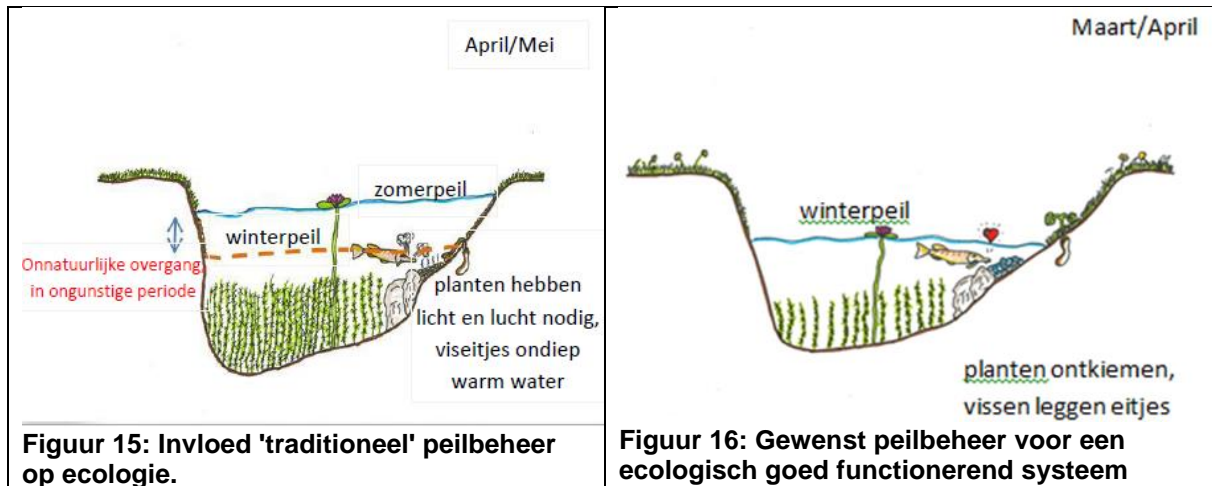 April/Mei
zomerpeil
winterpeil
Onnatuurlijke overgang,
in ongunstige periode
planten hebben
licht en lucht nodig,
viseitjes ondiep
warm water
Figuur 15: Invloed 'traditioneel' peilbeheer
op ecologie.
Maart/April
winterpeil
planten ontkiemen,
vissen leggen eitjes
Figuur 16: Gewenst peilbeheer voor een
ecologisch goed functionerend systeem